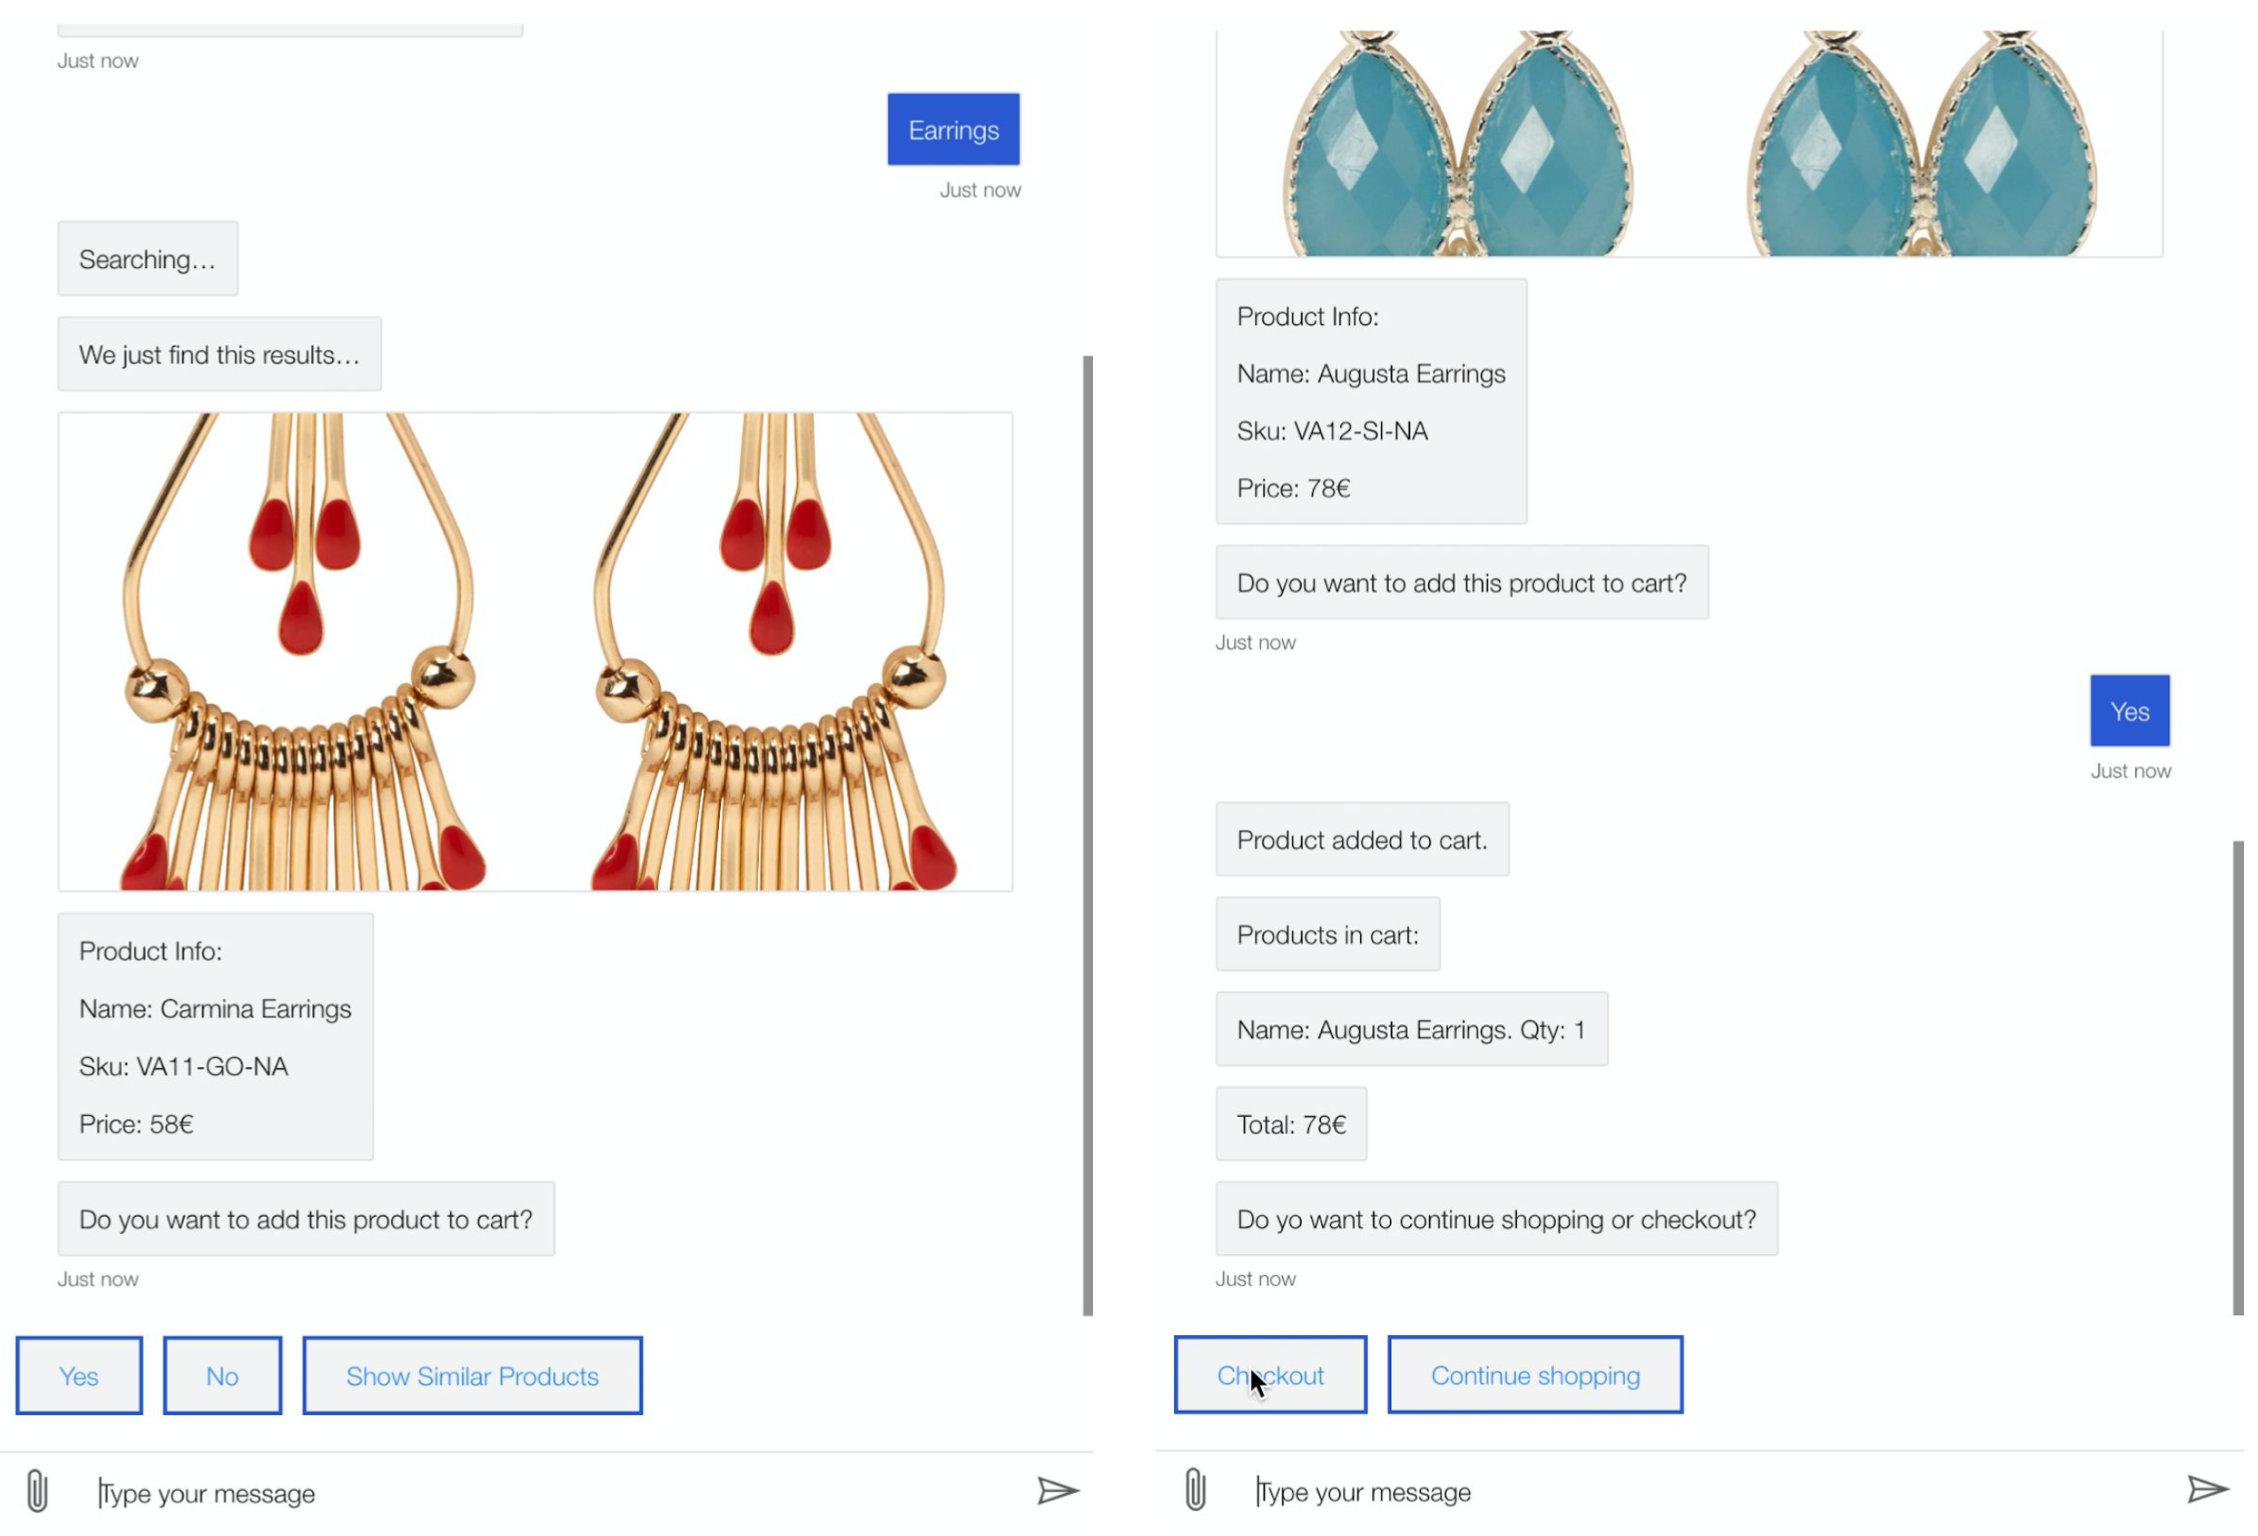 Just now
Earrings
Just now
Searching...
We just find this results...
Product Info:
Name: Carmina Earrings
Sku: VA11-GO-NA
Price: 58€
Do you want to add this product to cart?
Just now
Yes
No
Show Similar Products
Type your message
Product Info:
Name: Augusta Earrings
Sku: VA12-SI-NA
Price: 78€
Do you want to add this product to cart?
Just now
Yes
Just now
Product added to cart.
Products in cart:
Name: Augusta Earrings. Qty: 1
Total: 78€
Do yo want to continue shopping or checkout?
Just now
Checkout
Continue shopping
Type your message